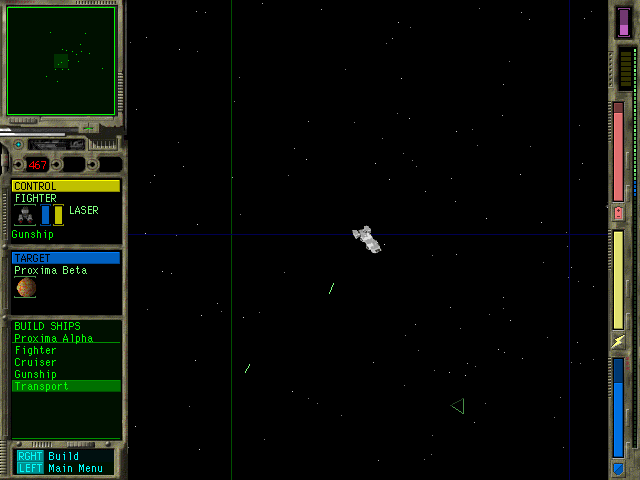 467
CONTROL
FIGHTER
LASER
Gunship
TARGET
Proxima Beta
BUILD SHIPS
Proxima Alpha
Fighter
Cruiser
Gunship
Transport
RGHT Build
LEFT Main Menu